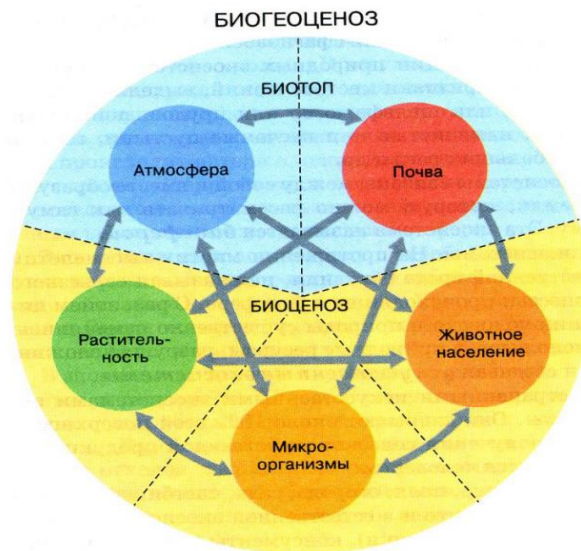 БИОГЕОЦЕНОЗ
БИОТОП
Атмосфера
Почва
БИОЦЕНОЗ
Раститель-
ность
Животное
население
Микро-
организмы